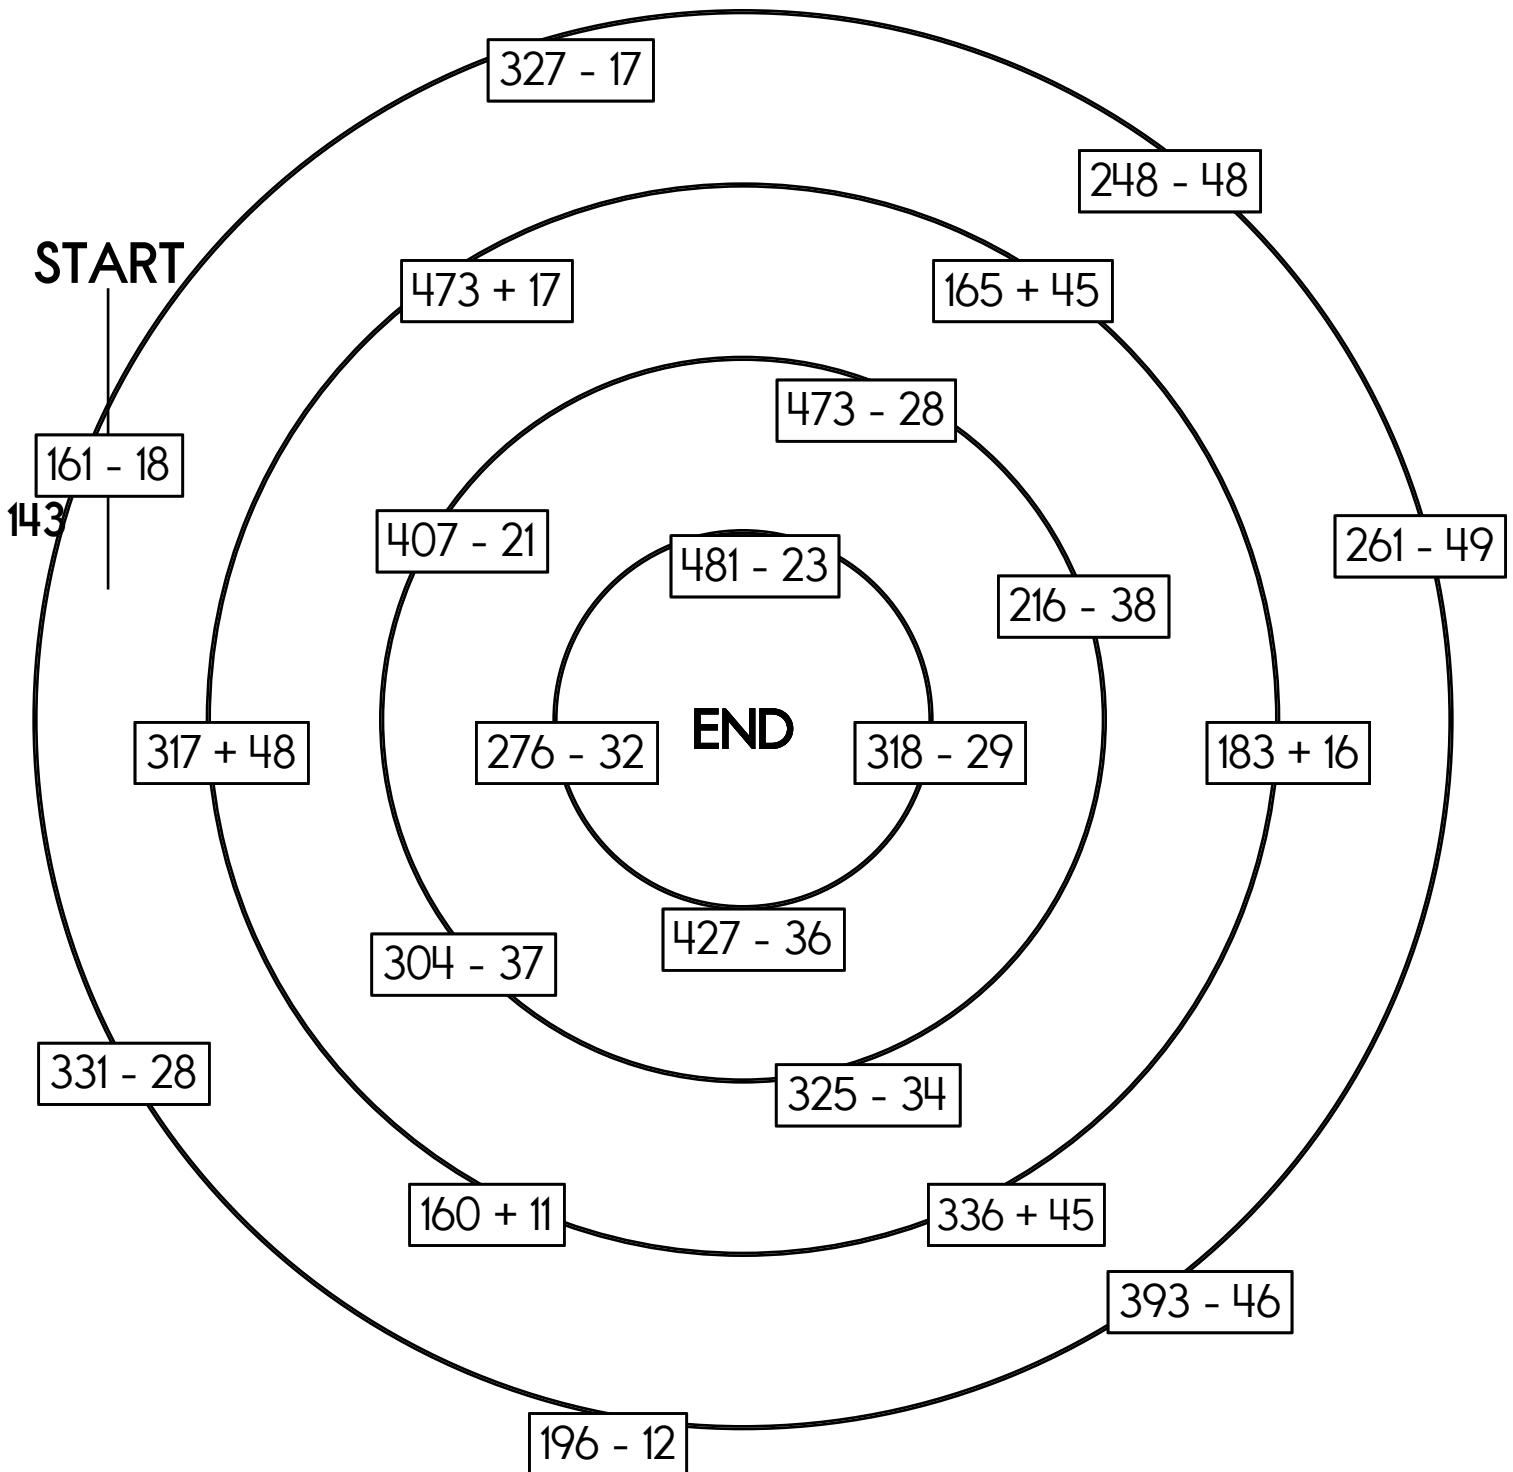 327 - 17
248 - 48
START
473 + 17
165 + 45
473 - 28
161 - 18
143
407 - 21
261 - 49
481 - 23
216 - 38
END
317 + 48
276 - 32
318 - 29
183 + 16
427 - 36
304 - 37
331 - 28
325 - 34
160 + 11
336 + 45
393 - 46
196 - 12